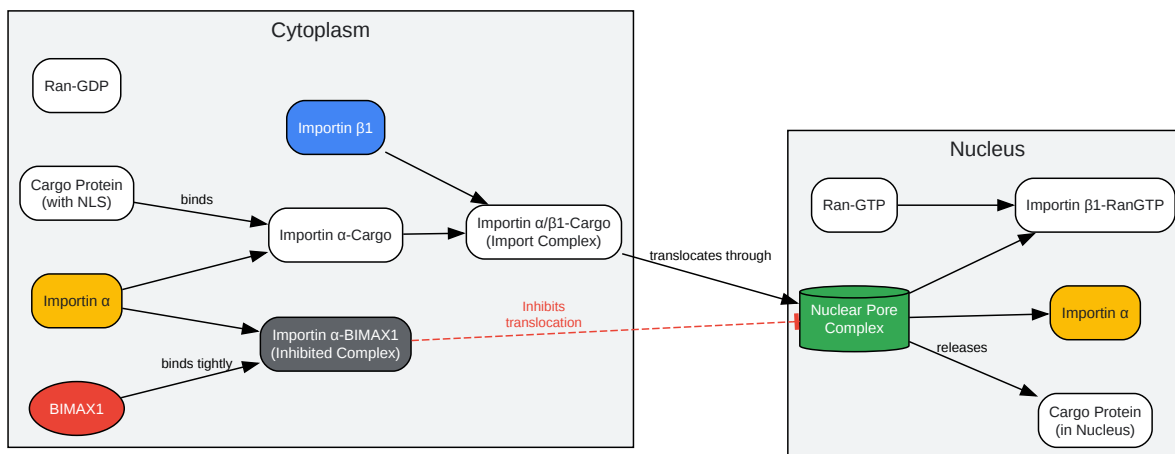 Cytoplasm
Ran-GDP
Importin β1
Cargo Protein
(with NLS)
binds
Importin α-Cargo
Importin α/β1-Cargo
(Import Complex)
translocates through
Importin α
Importin α-BIMAX1
(Inhibited Complex)
Inhibits
translocation
binds tightly
BIMAX1
Nucleus
Ran-GTP
Importin β1-RanGTP
Nuclear Pore
Complex
Importin α
releases
Cargo Protein
(in Nucleus)